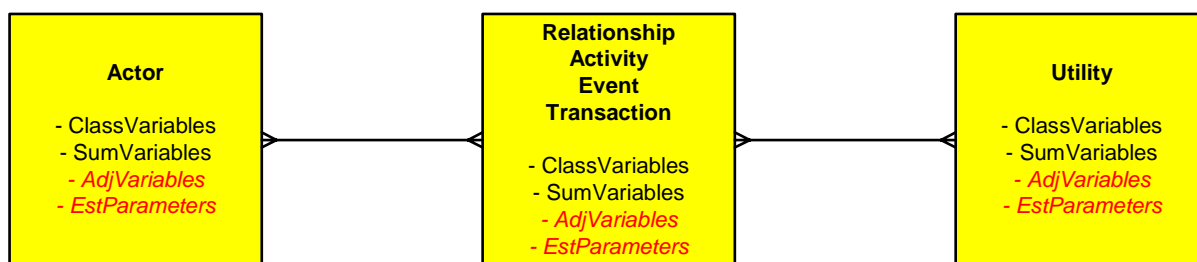 Actor
- ClassVariables
- SumVariables
- AdjVariables
- EstParameters
Relationship
Activity
Event
Transaction
- ClassVariables
- SumVariables
- AdjVariables
- EstParameters
Utility
- ClassVariables
- SumVariables
- AdjVariables
- EstParameters